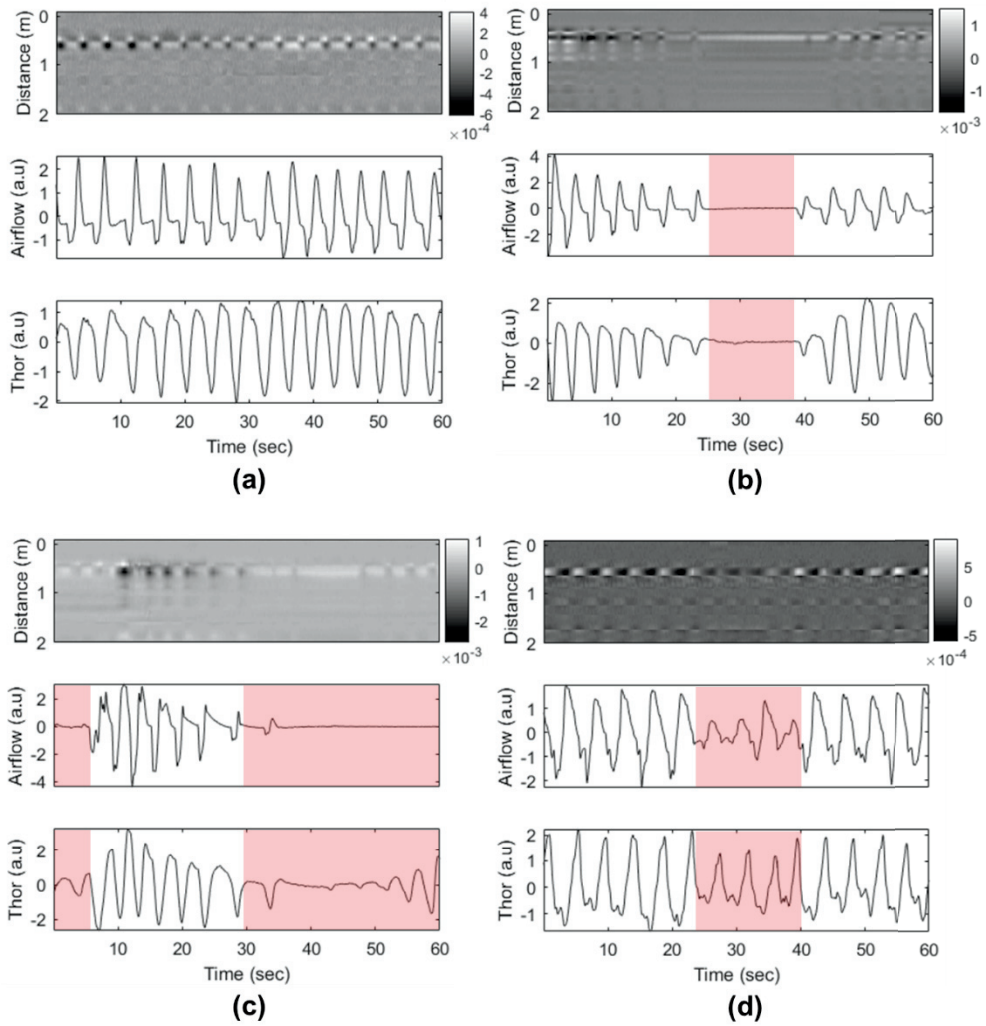 Distance (m)
0
1
2
4
2
0
-2
-4
-6
×10⁻⁴
Airflow (a.u)
2
1
0
-1
Thor (a.u)
1
0
-1
-2
10 20 30 40 50 60
Time (sec)
(a)
Distance (m)
0
1
2
1
0
-1
×10⁻³
Airflow (a.u)
4
2
0
-2
Thor (a.u)
2
0
-2
10 20 30 40 50 60
Time (sec)
(b)
Distance (m)
0
1
2
1
0
-1
-2
×10⁻³
Airflow (a.u)
2
0
-2
-4
Thor (a.u)
2
0
-2
10 20 30 40 50 60
Time (sec)
(c)
Distance (m)
0
1
2
5
0
-5
×10⁻⁴
Airflow (a.u)
1
0
-1
-2
Thor (a.u)
2
1
0
-1
10 20 30 40 50 60
Time (sec)
(d)